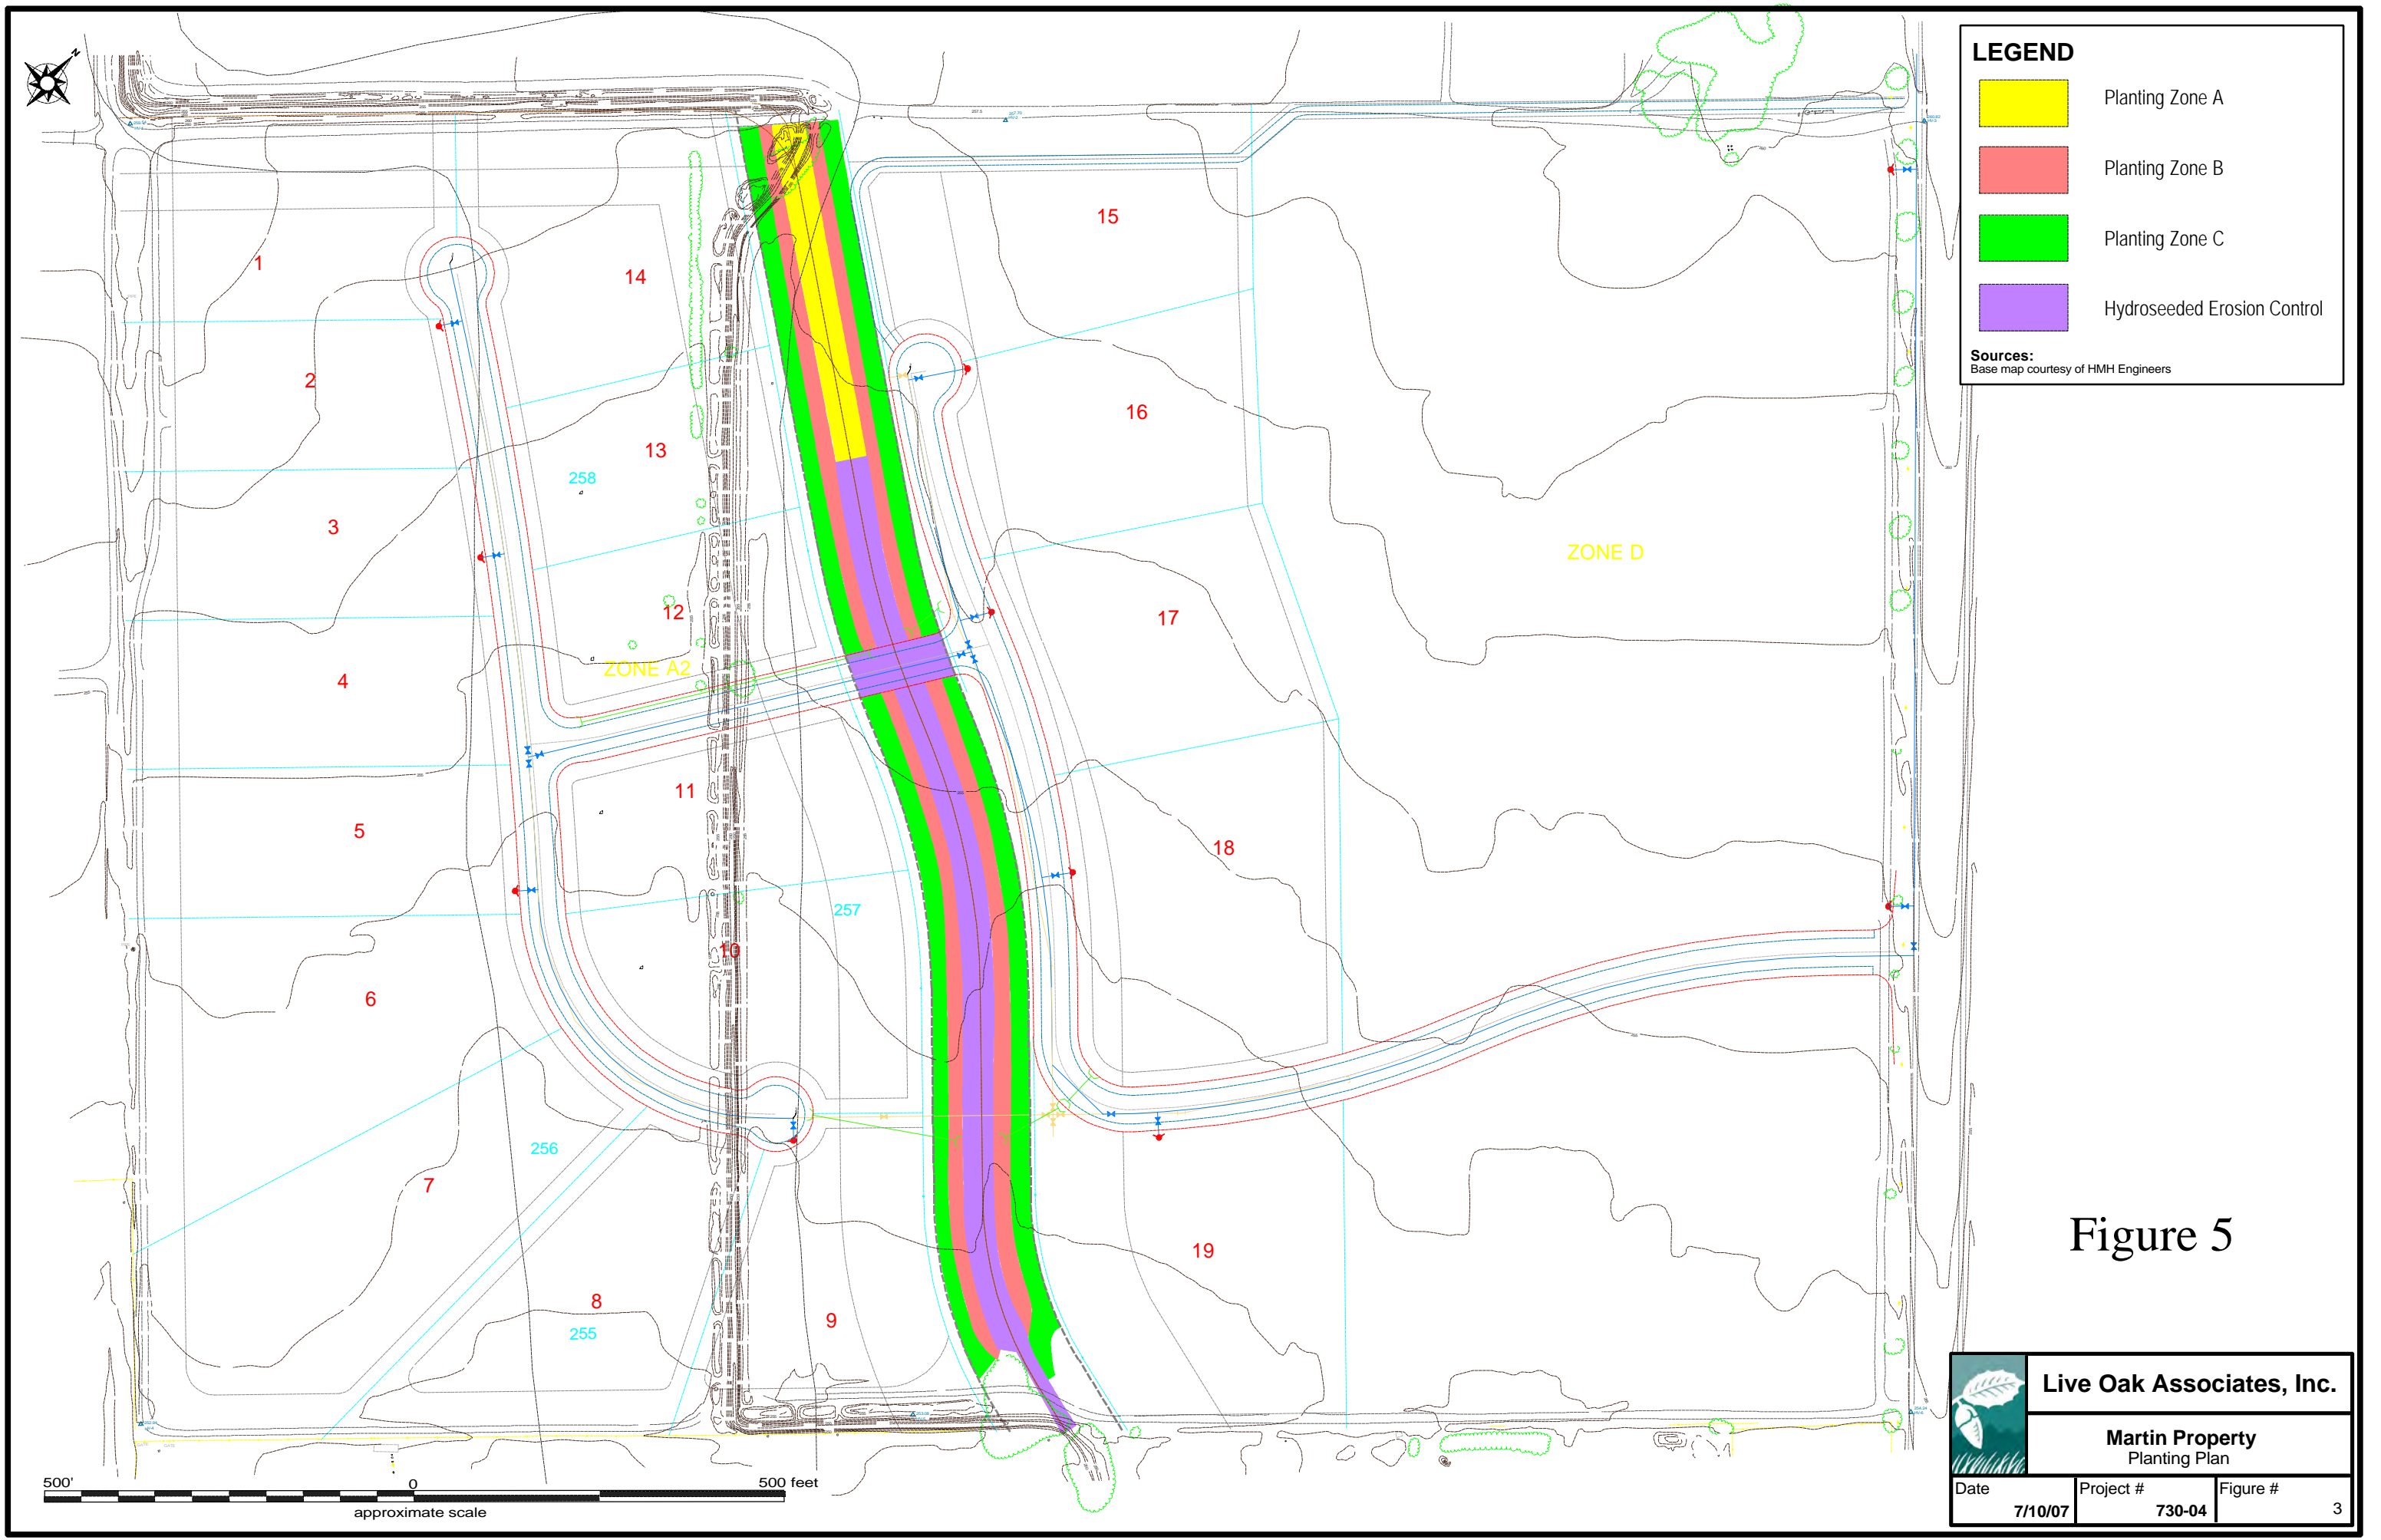 N
LEGEND
Planting Zone A
Planting Zone B
Planting Zone C
Hydroseeded Erosion Control
Sources:
Base map courtesy of HMH Engineers
1
2
3
4
5
6
7
8
9
10
11
12
13
14
15
16
17
18
19
258
257
256
255
ZONE A2
ZONE D
Figure 5
500'
0
500 feet
approximate scale
Live Oak Associates, Inc.
Martin Property
Planting Plan
Date
7/10/07
Project #
730-04
Figure #
3